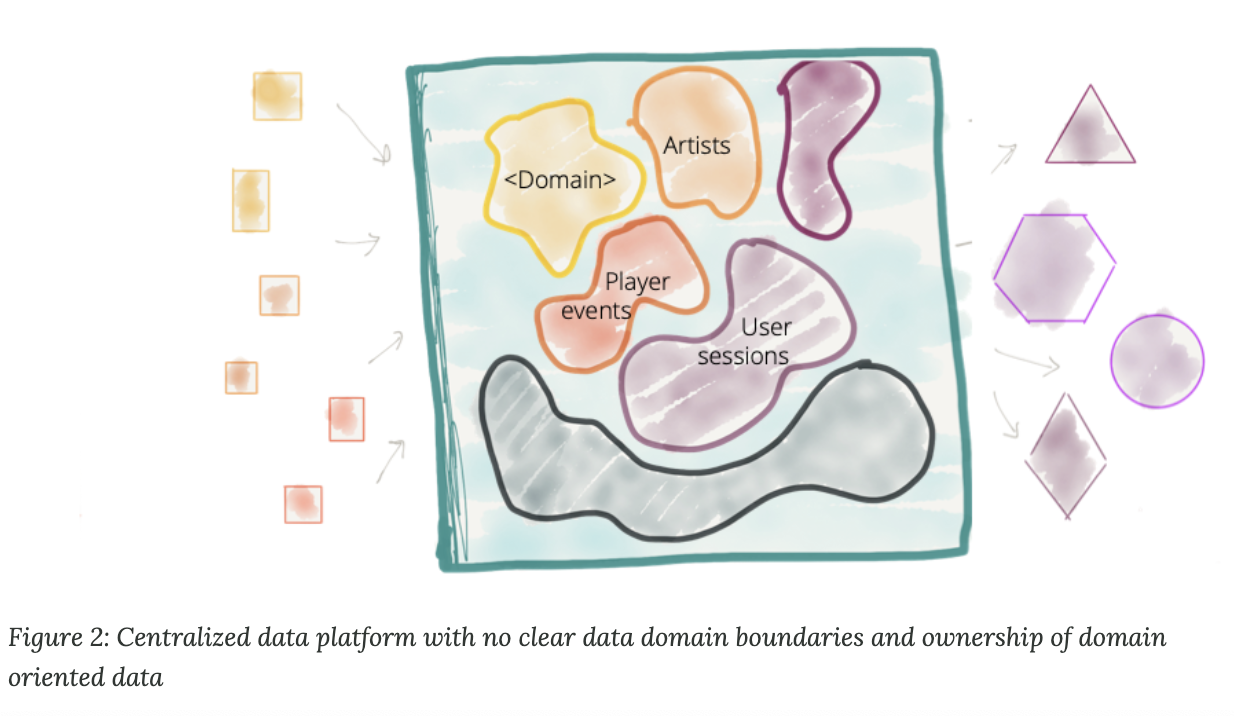 <Domain>
Artists
Player
events
User
sessions
Figure 2: Centralized data platform with no clear data domain boundaries and ownership of domain
oriented data